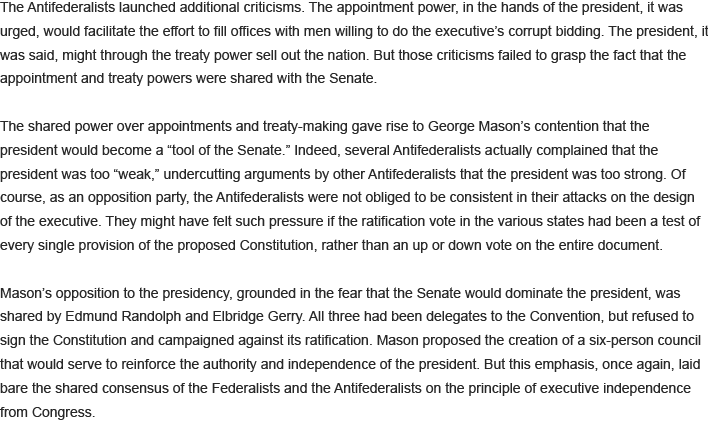 The Antifederalists launched additional criticisms. The appointment power, in the hands of the president, it was
urged, would facilitate the effort to fill offices with men willing to do the executive’s corrupt bidding. The president, it
was said, might through the treaty power sell out the nation. But those criticisms failed to grasp the fact that the
appointment and treaty powers were shared with the Senate.
The shared power over appointments and treaty-making gave rise to George Mason’s contention that the
president would become a “tool of the Senate.” Indeed, several Antifederalists actually complained that the
president was too “weak,” undercutting arguments by other Antifederalists that the president was too strong. Of
course, as an opposition party, the Antifederalists were not obliged to be consistent in their attacks on the design
of the executive. They might have felt such pressure if the ratification vote in the various states had been a test of
every single provision of the proposed Constitution, rather than an up or down vote on the entire document.
Mason’s opposition to the presidency, grounded in the fear that the Senate would dominate the president, was
shared by Edmund Randolph and Elbridge Gerry. All three had been delegates to the Convention, but refused to
sign the Constitution and campaigned against its ratification. Mason proposed the creation of a six-person council
that would serve to reinforce the authority and independence of the president. But this emphasis, once again, laid
bare the shared consensus of the Federalists and the Antifederalists on the principle of executive independence
from Congress.